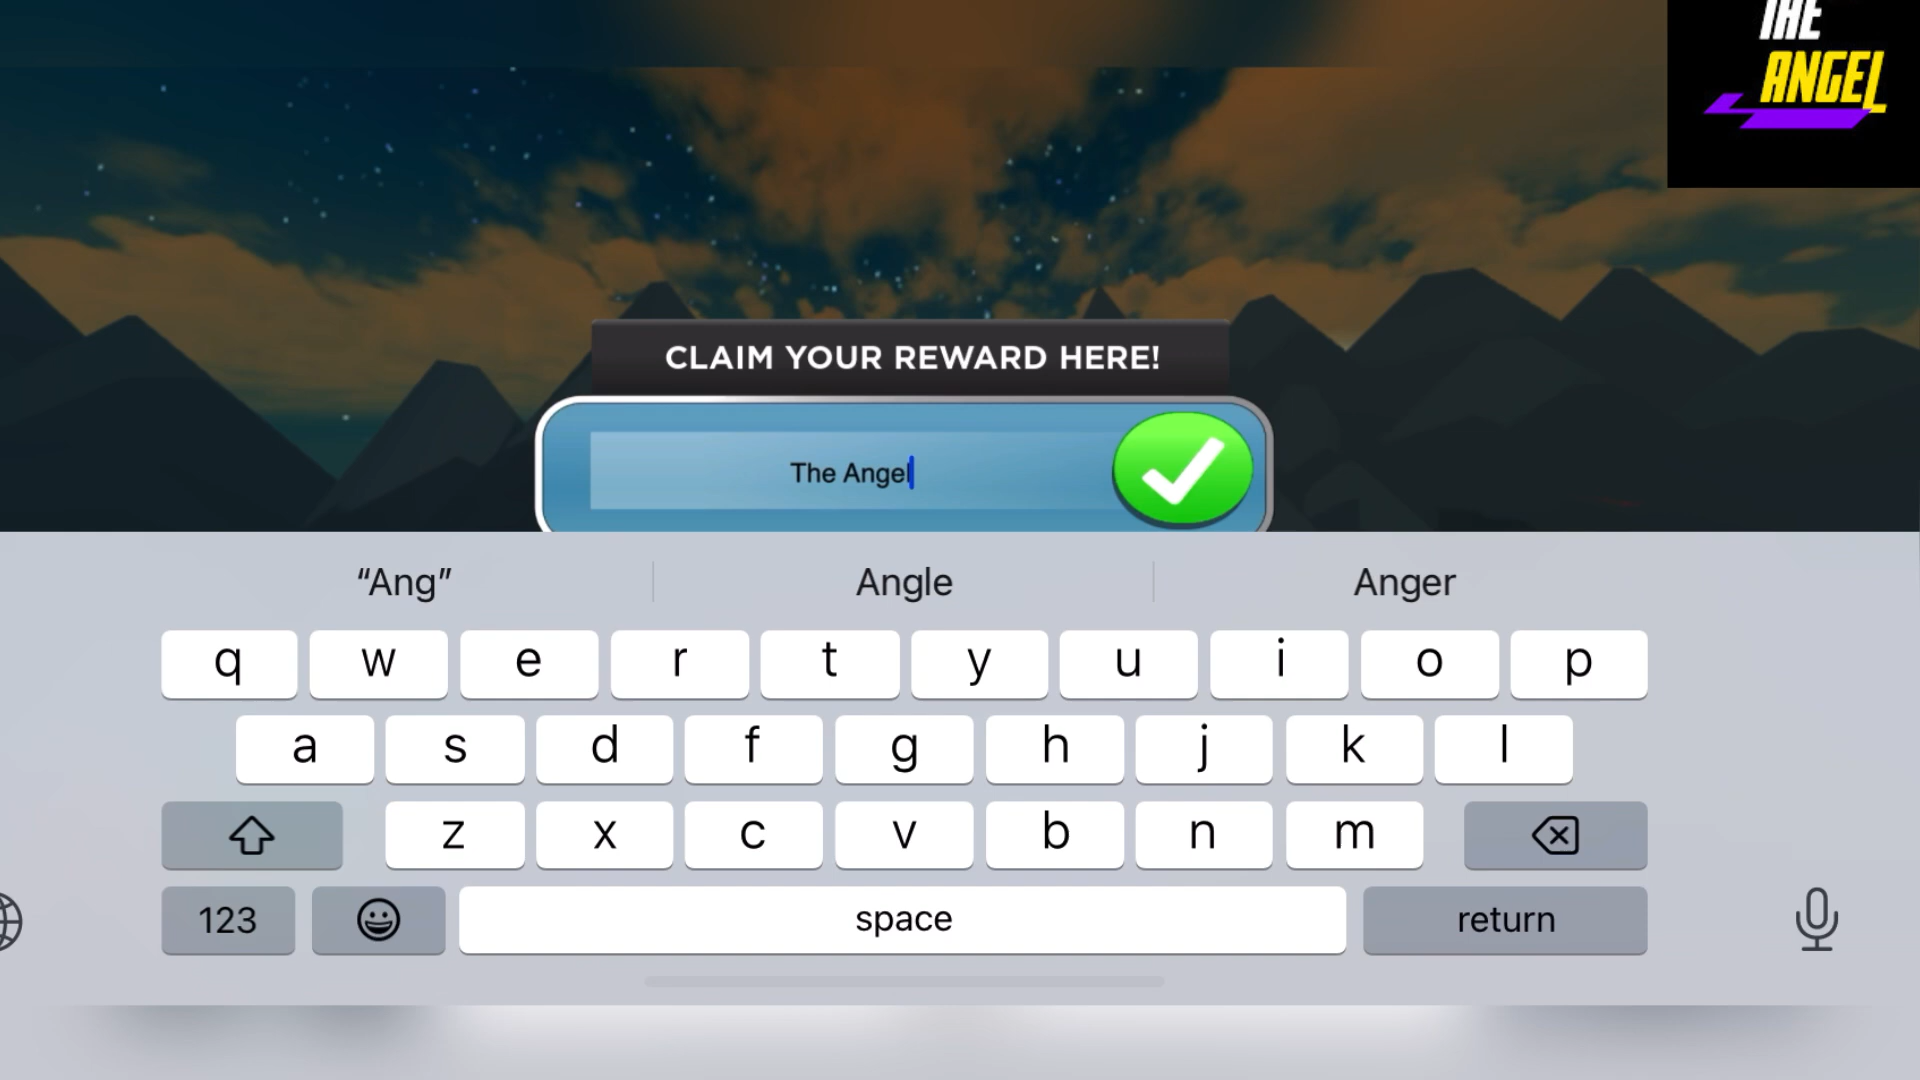 THE
ANGEL
CLAIM YOUR REWARD HERE!
The Angel
“Ang” Angle Anger
q w e r t y u i o p
a s d f g h j k l
z x c v b n m
123 space return